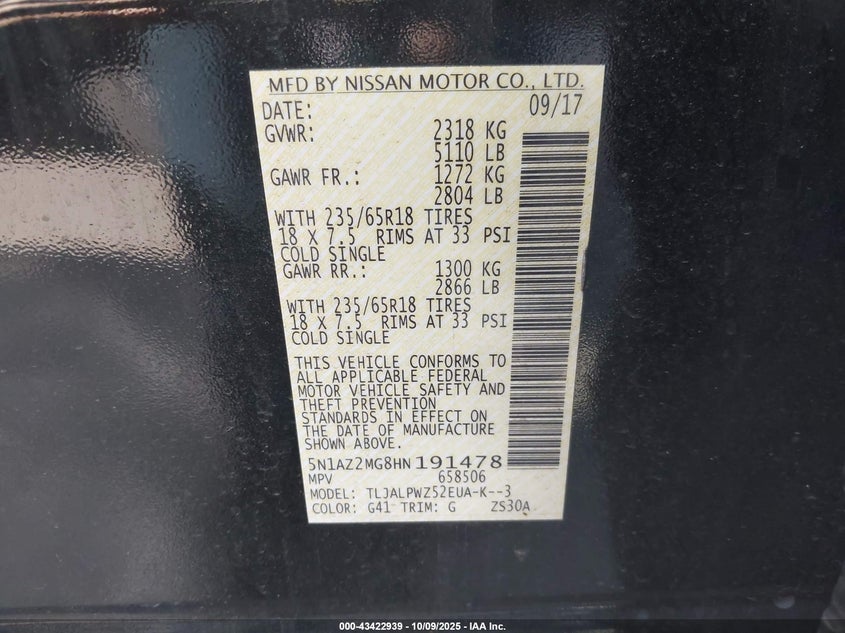 MFD BY NISSAN MOTOR CO., LTD.
DATE: 09/17
GVWR: 2318 KG
5110 LB
GAWR FR.: 1272 KG
2804 LB
WITH 235/65R18 TIRES
18 X 7.5 RIMS AT 33 PSI
COLD SINGLE
GAWR RR.: 1300 KG
2866 LB
WITH 235/65R18 TIRES
18 X 7.5 RIMS AT 33 PSI
COLD SINGLE
THIS VEHICLE CONFORMS TO
ALL APPLICABLE FEDERAL
MOTOR VEHICLE SAFETY AND
THEFT PREVENTION
STANDARDS IN EFFECT ON
THE DATE OF MANUFACTURE
SHOWN ABOVE.
5N1AZ2MG8HN191478
MPV 658506
MODEL: TLJALPWZ52EUA-K--3
COLOR: G41 TRIM: G ZS30A
000-43422939 - 10/09/2025 - IAA Inc.